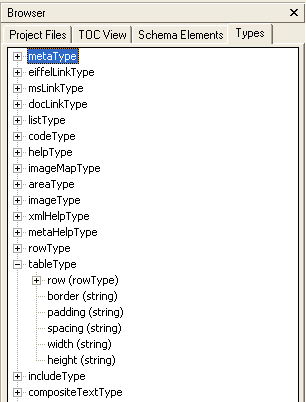 Browser
Project Files TOC View Schema Elements Types
metaType
eiffelLinkType
msLinkType
docLinkType
listType
codeType
helpType
imageMapType
areaType
imageType
xmlHelpType
metaHelpType
rowType
tableType
row (rowType)
border (string)
padding (string)
spacing (string)
width (string)
height (string)
includeType
compositeTextType